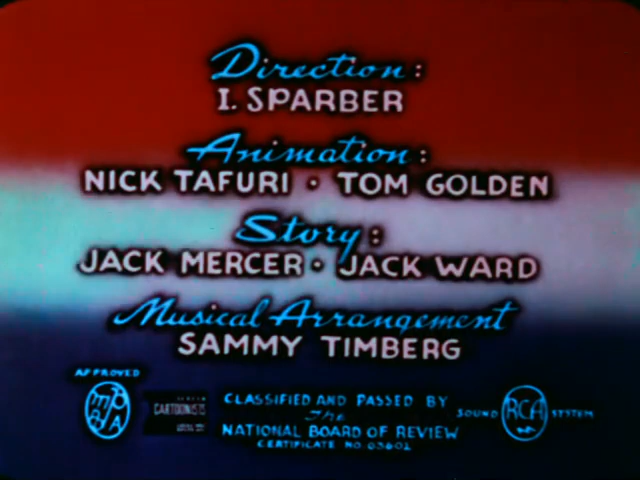 Direction:
I. SPARBER
Animation:
NICK TAFURI • TOM GOLDEN
Story:
JACK MERCER • JACK WARD
Musical Arrangement
SAMMY TIMBERG
APPROVED
MPPDA
CARTOONISTS
CLASSIFIED AND PASSED BY
The
NATIONAL BOARD OF REVIEW
CERTIFICATE NO. 03602
SOUND RCA SYSTEM